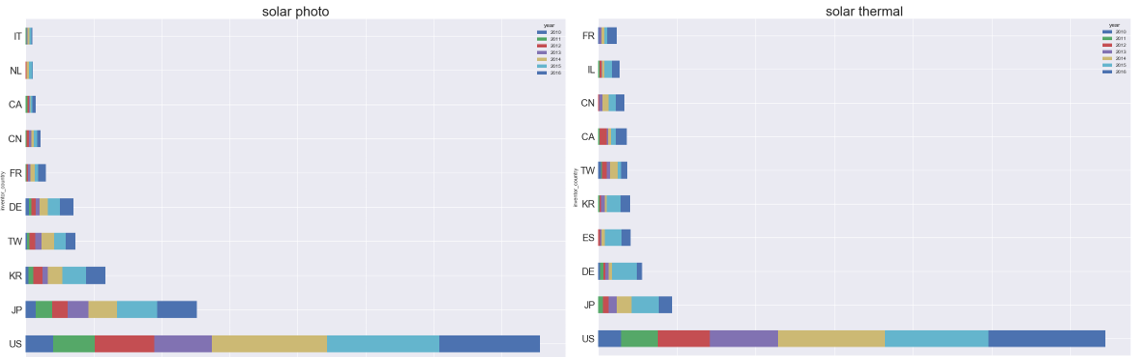 solar photo
year
2010
2011
2012
2013
2014
2015
2016
IT
NL
CA
CN
FR
DE
TW
KR
JP
US
inventor_country
solar thermal
year
2010
2011
2012
2013
2014
2015
2016
FR
IL
CN
CA
TW
KR
ES
DE
JP
US
inventor_country